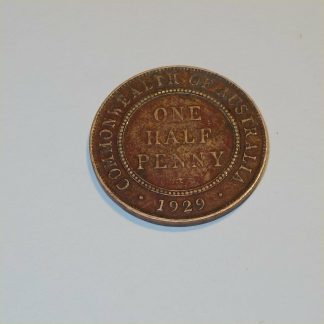 COMMONWEALTH OF AUSTRALIA
ONE
HALF
PENNY
· 1929 ·